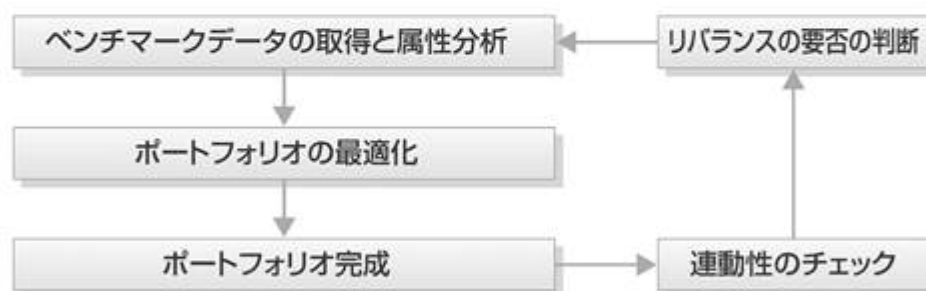 ベンチマークデータの取得と属性分析
リバランスの要否の判断
ポートフォリオの最適化
ポートフォリオ完成
連動性のチェック